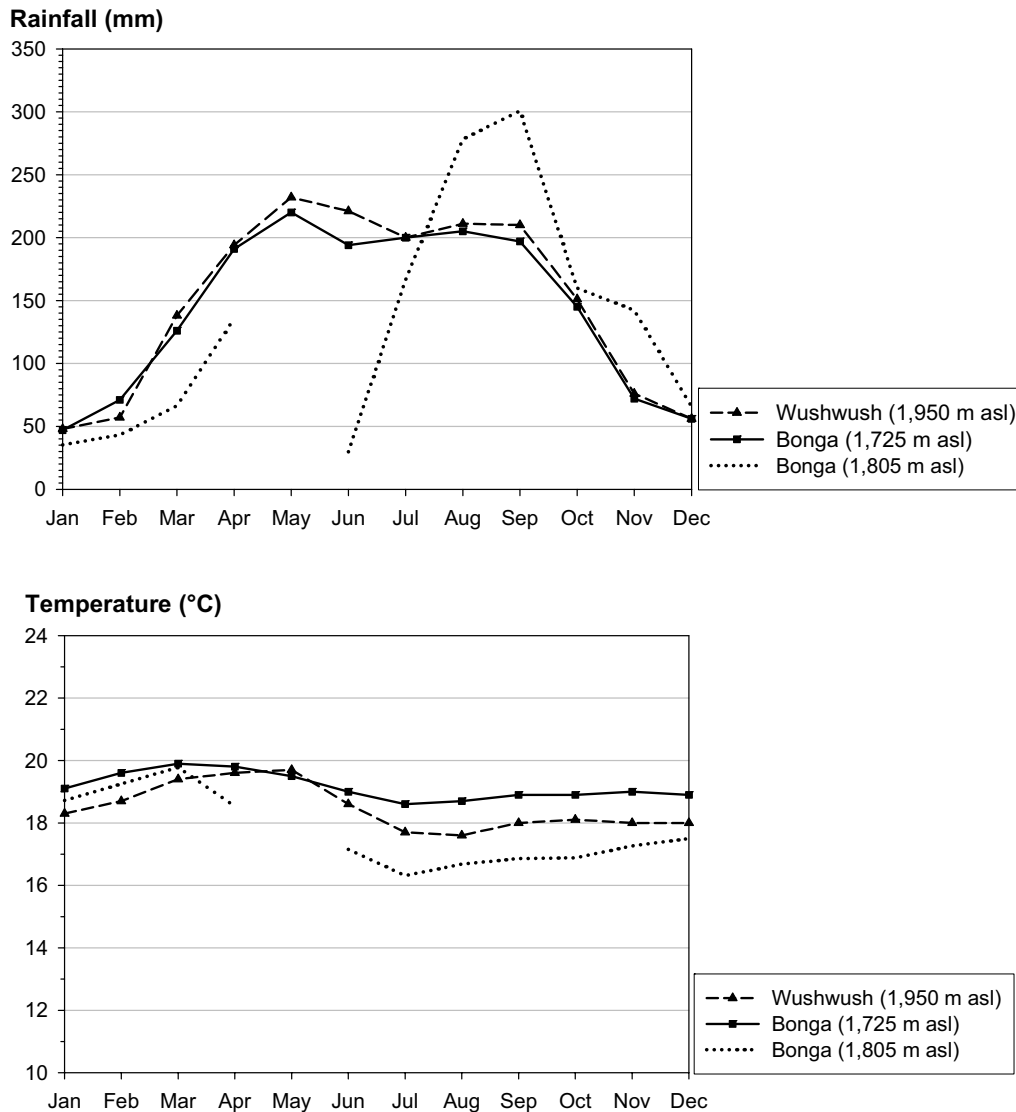 Rainfall (mm)
350
300
250
200
150
100
50
0
Jan Feb Mar Apr May Jun Jul Aug Sep Oct Nov Dec
Wushwush (1,950 m asl)
Bonga (1,725 m asl)
Bonga (1,805 m asl)
Temperature (°C)
24
22
20
18
16
14
12
10
Jan Feb Mar Apr May Jun Jul Aug Sep Oct Nov Dec
Wushwush (1,950 m asl)
Bonga (1,725 m asl)
Bonga (1,805 m asl)